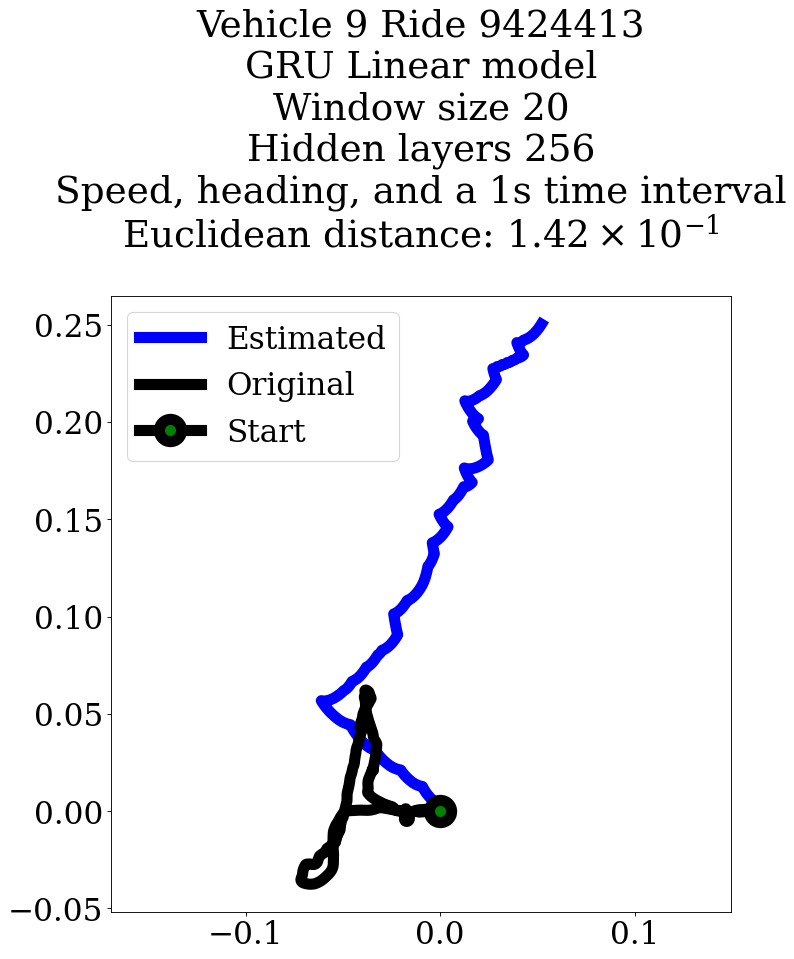 Vehicle 9 Ride 9424413
GRU Linear model
Window size 20
Hidden layers 256
Speed, heading, and a 1s time interval
Euclidean distance: 1.42 × 10⁻¹
Estimated
Original
Start
0.25
0.20
0.15
0.10
0.05
0.00
−0.05
−0.1
0.0
0.1